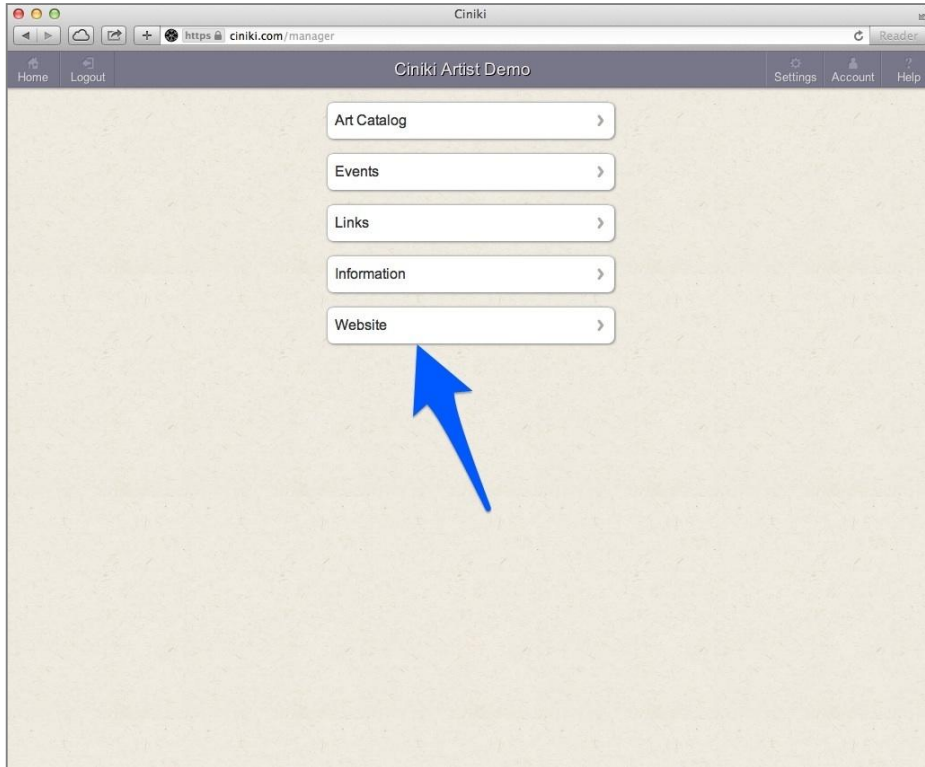 Ciniki
https ciniki.com/manager Reader
Home Logout Ciniki Artist Demo Settings Account ? Help
Art Catalog
Events
Links
Information
Website